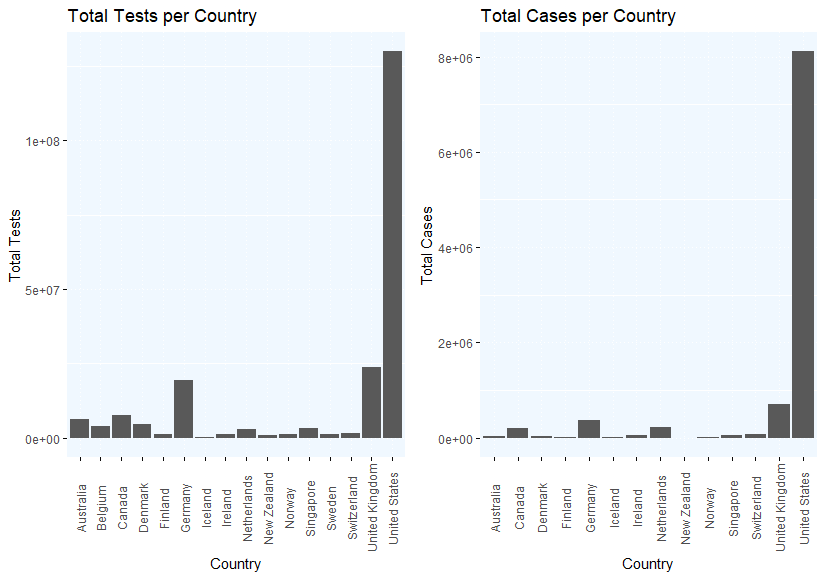 Total Tests per Country
Total Tests
1e+08
5e+07
0e+00
Australia
Belgium
Canada
Denmark
Finland
Germany
Iceland
Ireland
Netherlands
New Zealand
Norway
Singapore
Sweden
Switzerland
United Kingdom
United States
Country
Total Cases per Country
Total Cases
8e+06
6e+06
4e+06
2e+06
0e+00
Australia
Canada
Denmark
Finland
Germany
Iceland
Ireland
Netherlands
New Zealand
Norway
Singapore
Switzerland
United Kingdom
United States
Country